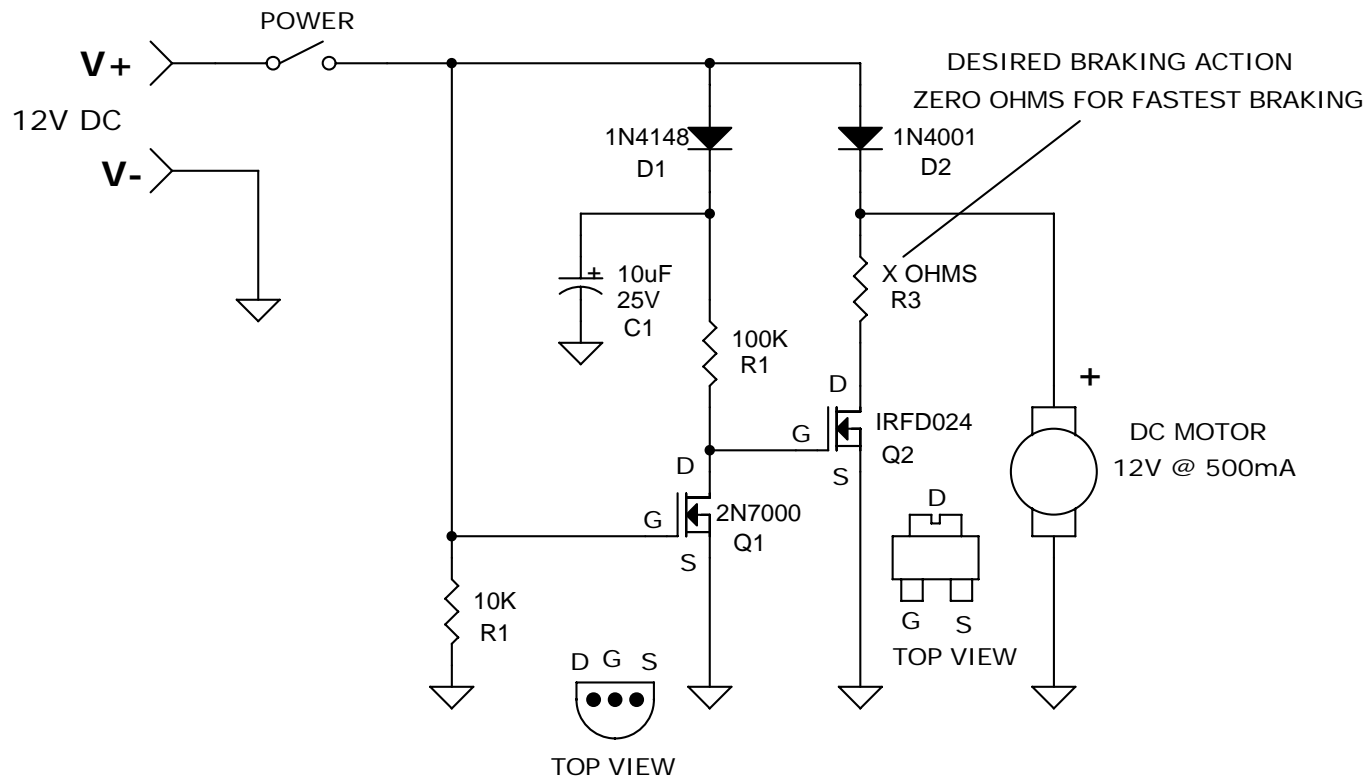 POWER
V+
12V DC
V-
DESIRED BRAKING ACTION
ZERO OHMS FOR FASTEST BRAKING
1N4148
D1
1N4001
D2
+
10uF
25V
C1
X OHMS
R3
100K
R1
D
G
S
IRFD024
Q2
+
DC MOTOR
12V @ 500mA
D
G
S
2N7000
Q1
D
G S
TOP VIEW
10K
R1
D G S
TOP VIEW